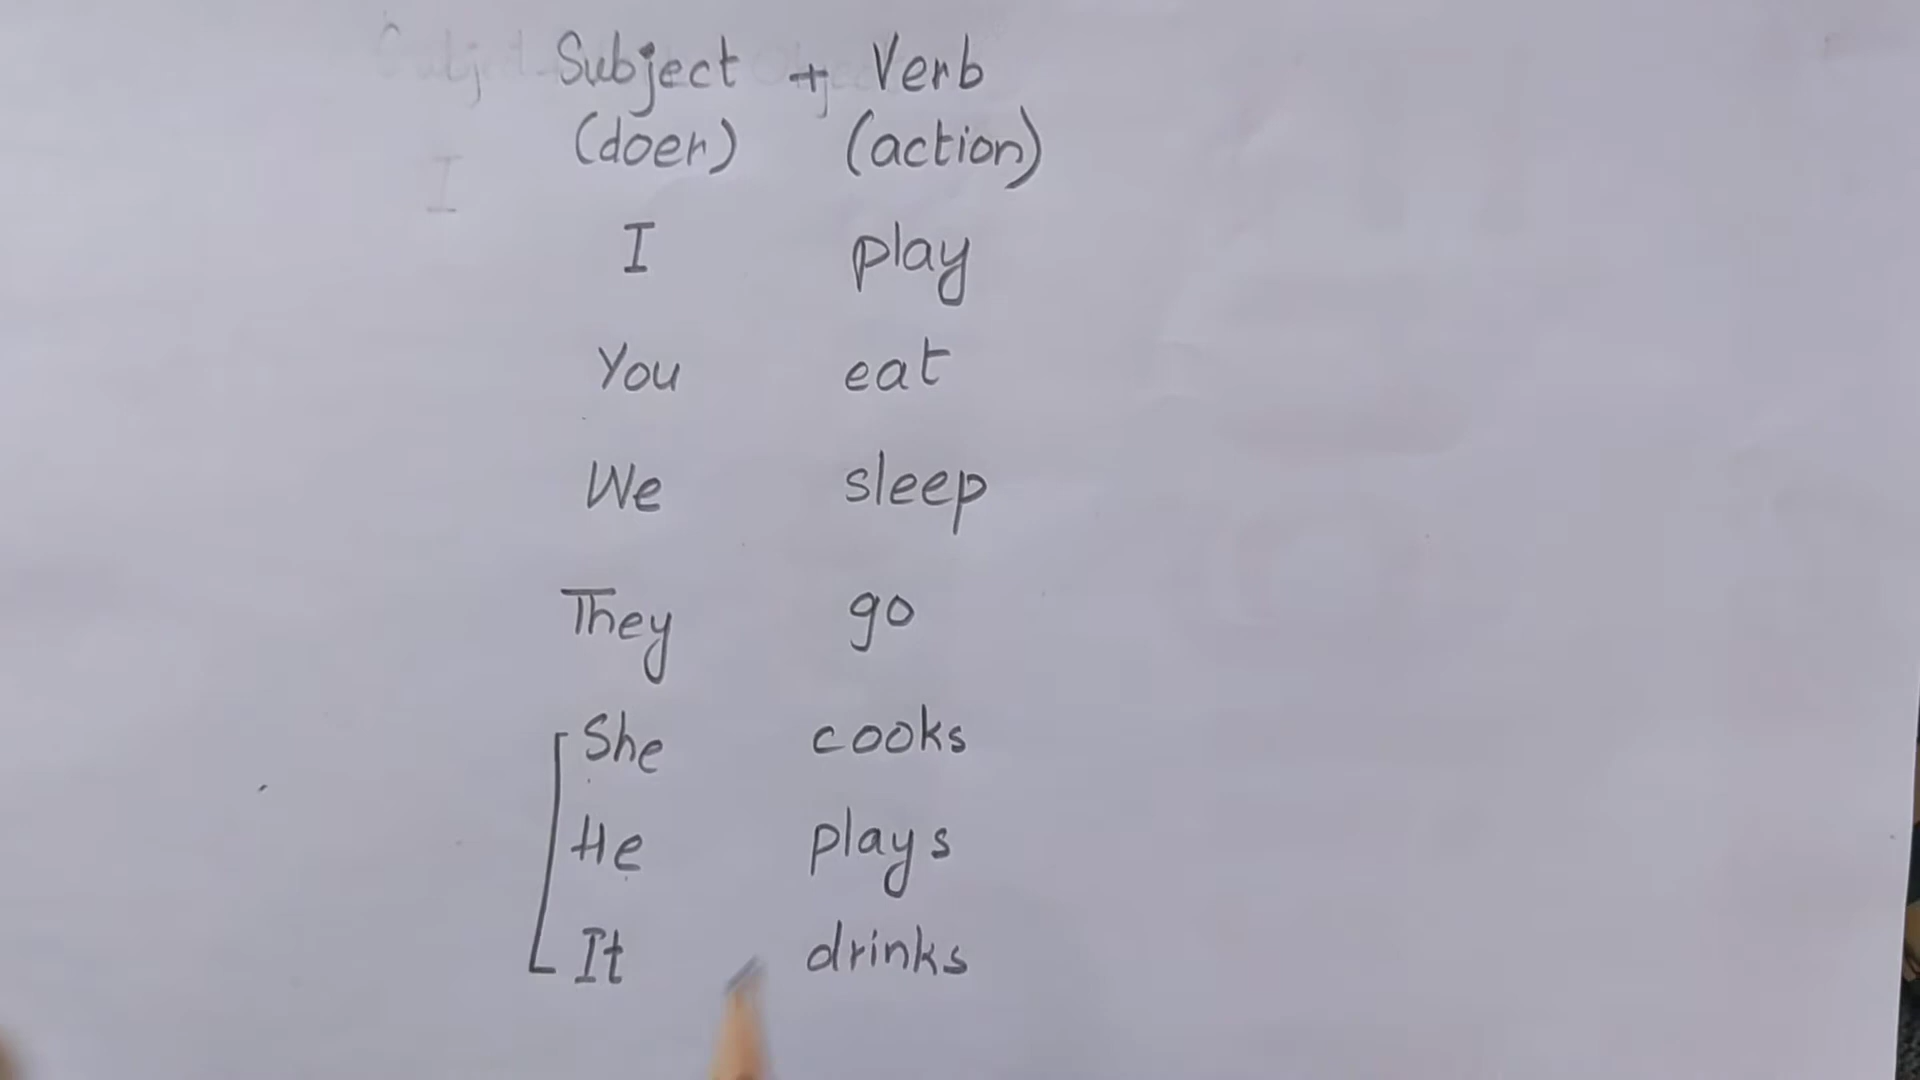 Subject + Verb
(doer) (action)
I play
You eat
We sleep
They go
She cooks
He plays
It drinks